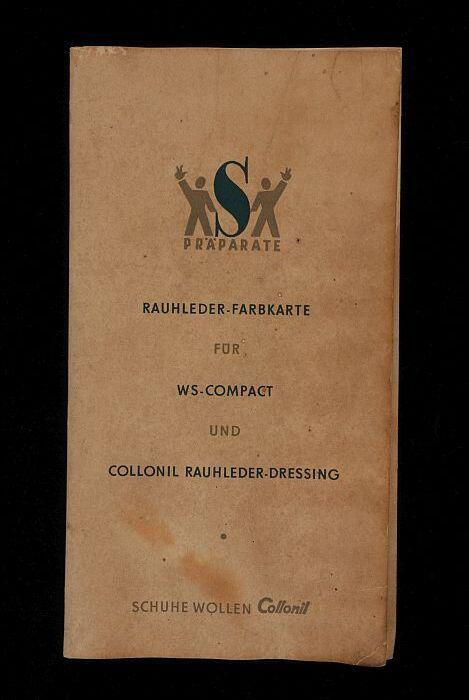 S
PRÄPARATE
RAUHLEDER-FARBKARTE
FÜR
WS-COMPACT
UND
COLLONIL RAUHLEDER-DRESSING
SCHUHE WOLLEN Collonil